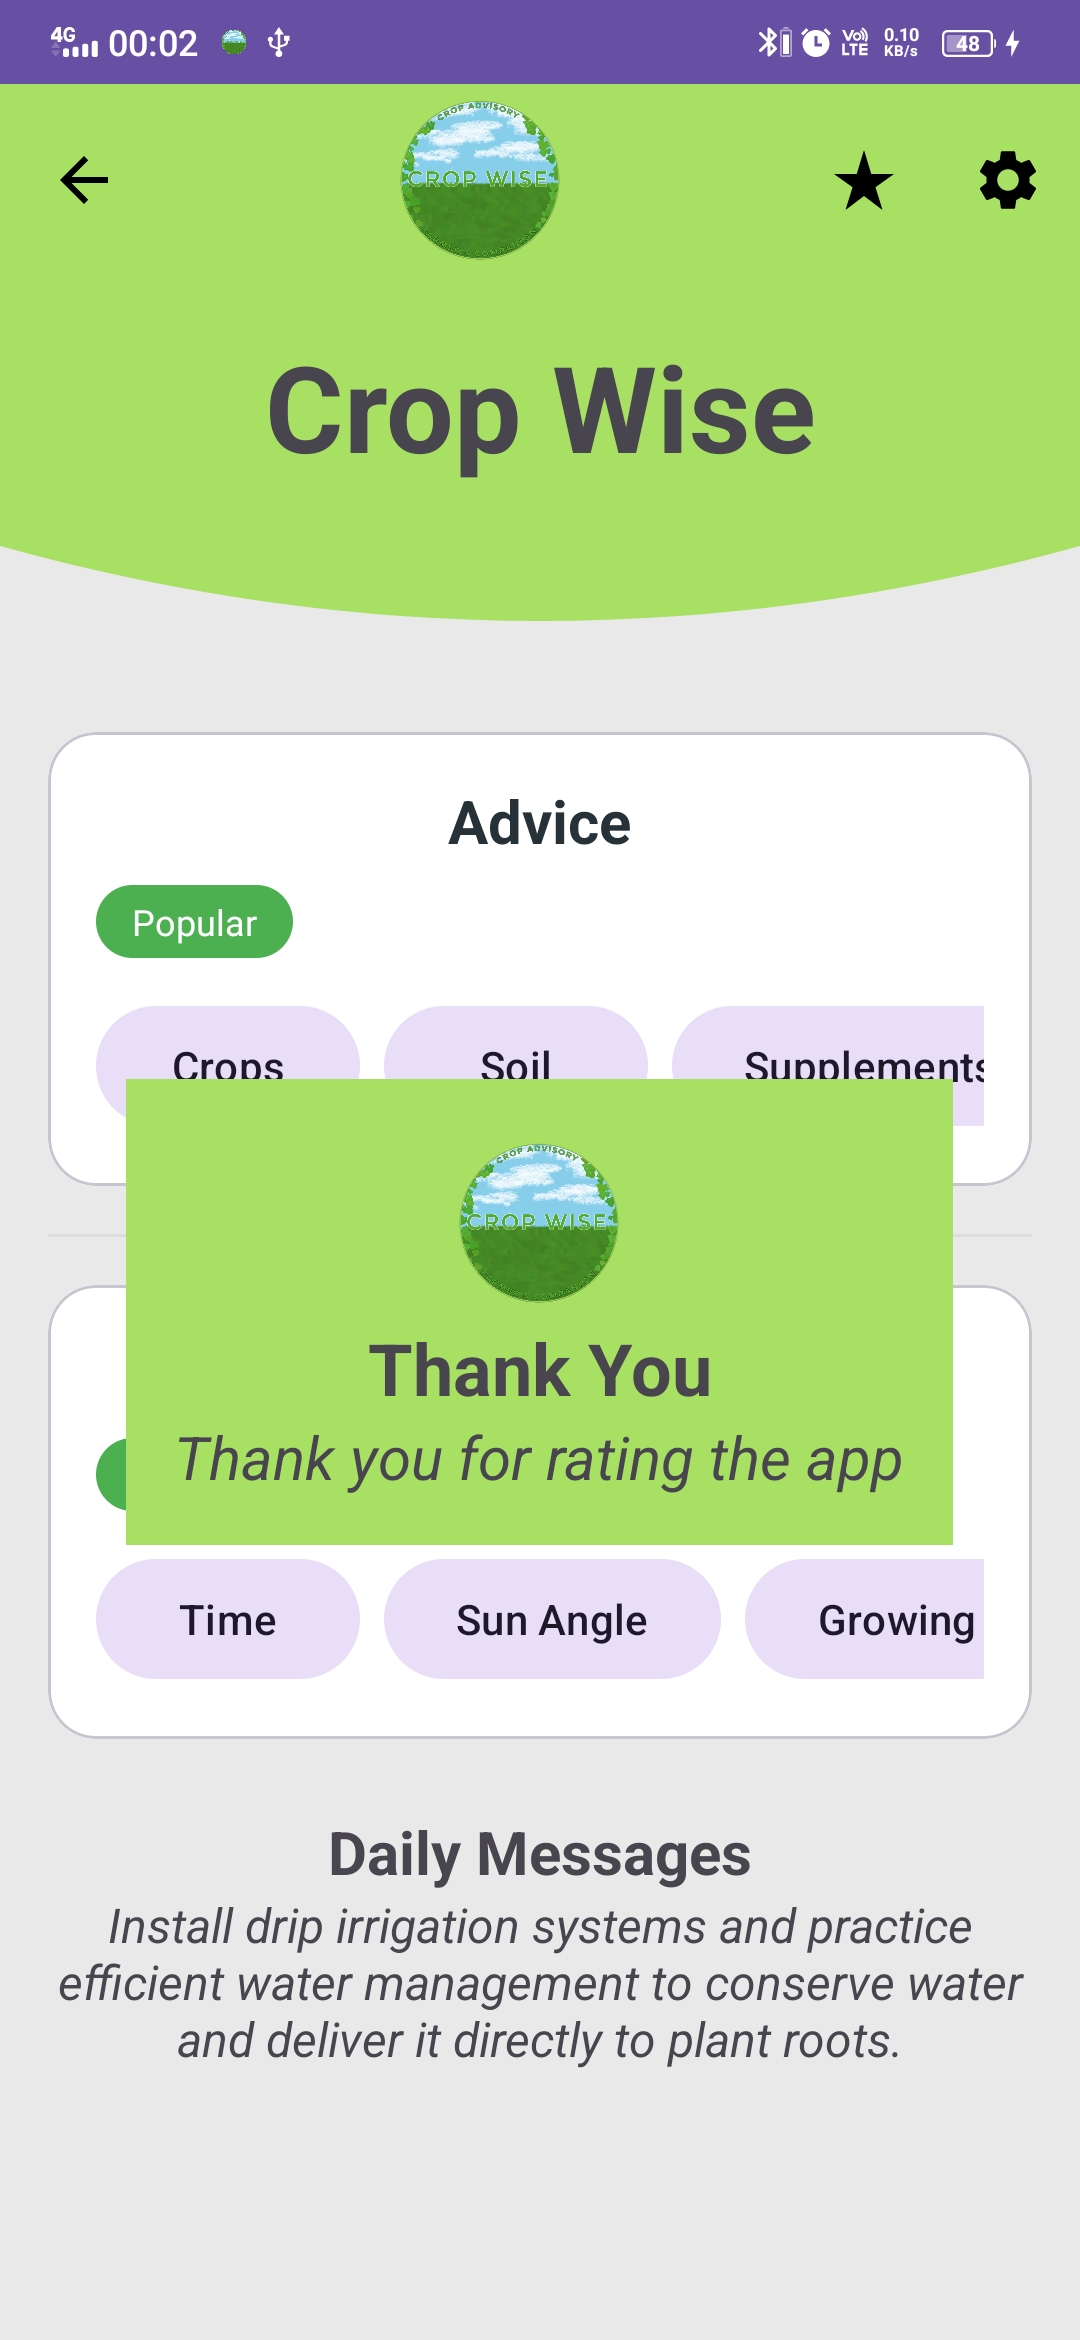 4G 00:02 Vo) LTE 0.10 KB/s 48
CROP ADVISORY
CROP WISE
Crop Wise
Advice
Popular
Crops Soil Supplements
CROP ADVISORY
CROP WISE
Thank You
Thank you for rating the app
Time Sun Angle Growing
Daily Messages
Install drip irrigation systems and practice
efficient water management to conserve water
and deliver it directly to plant roots.